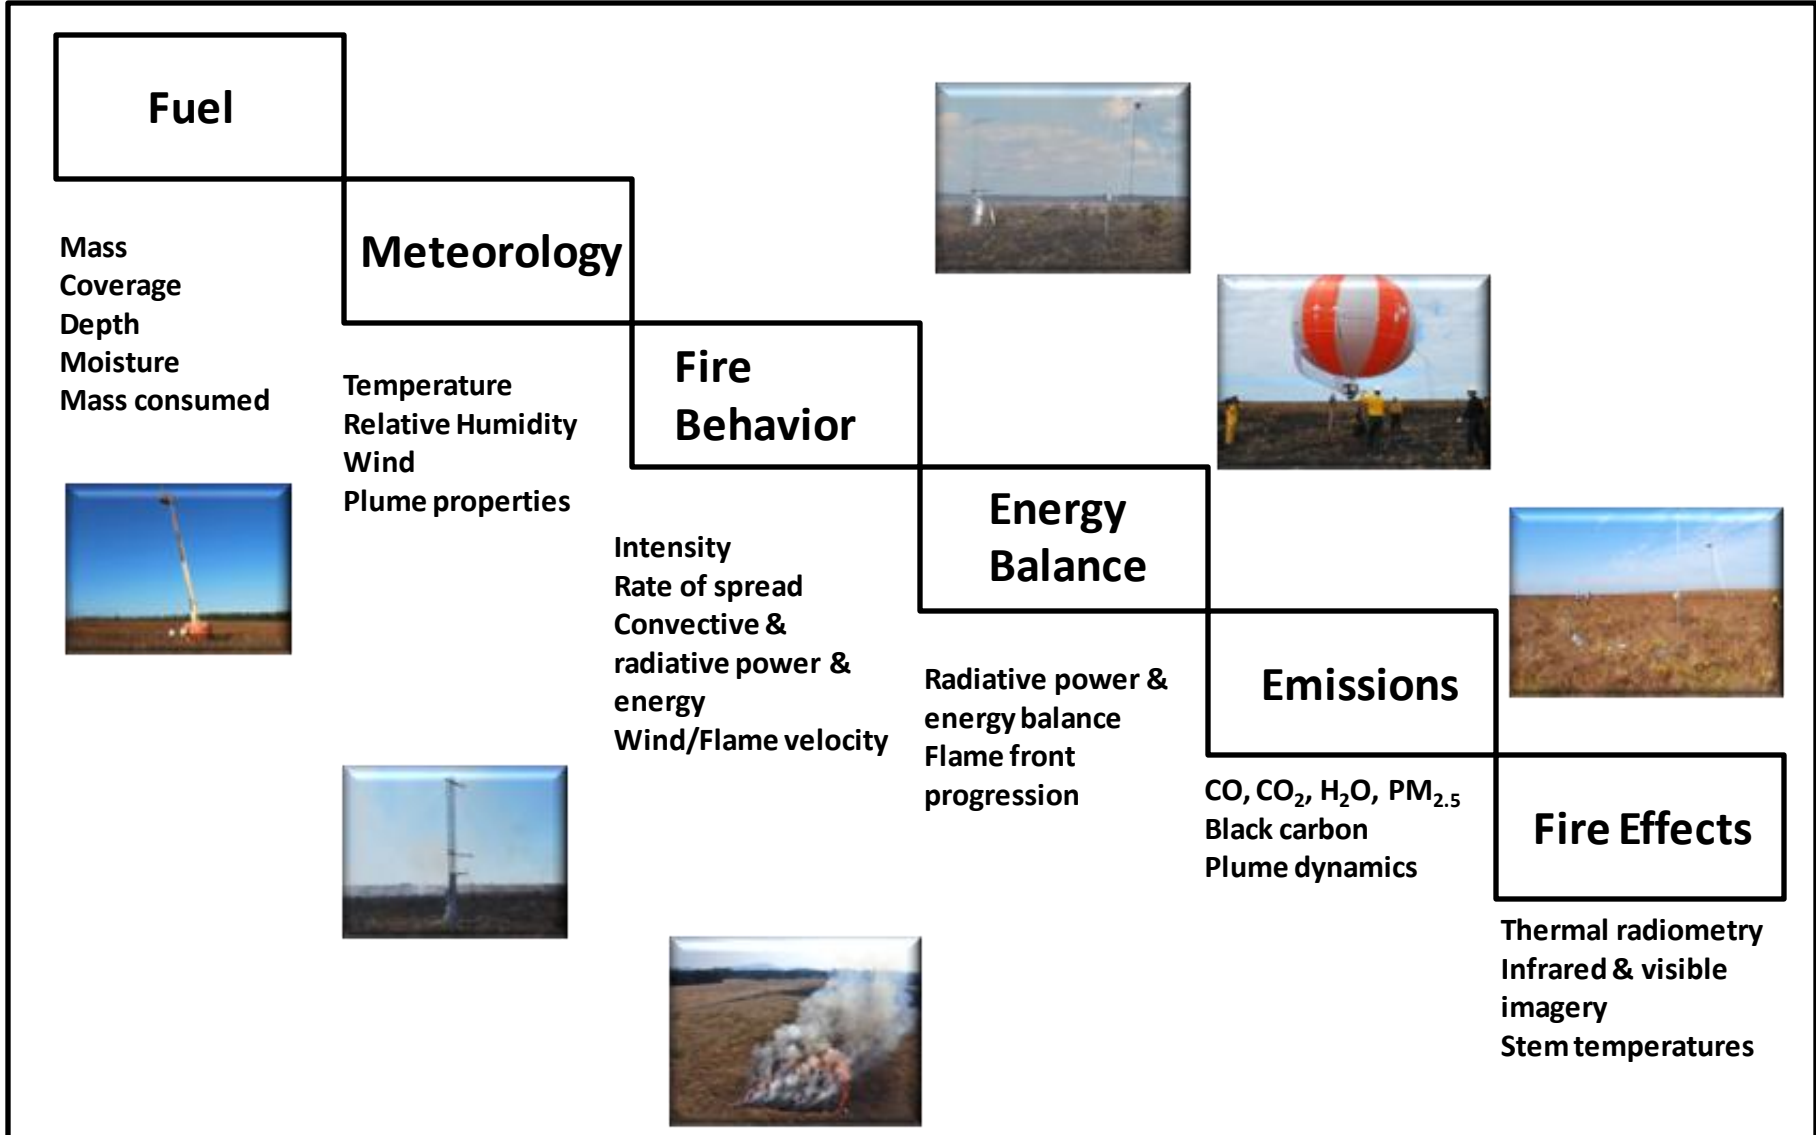 Fuel
Mass
Coverage
Depth
Moisture
Mass consumed
Meteorology
Temperature
Relative Humidity
Wind
Plume properties
Fire
Behavior
Intensity
Rate of spread
Convective &
radiative power &
energy
Wind/Flame velocity
Energy
Balance
Radiative power &
energy balance
Flame front
progression
Emissions
CO, CO₂, H₂O, PM₂.₅
Black carbon
Plume dynamics
Fire Effects
Thermal radiometry
Infrared & visible
imagery
Stem temperatures